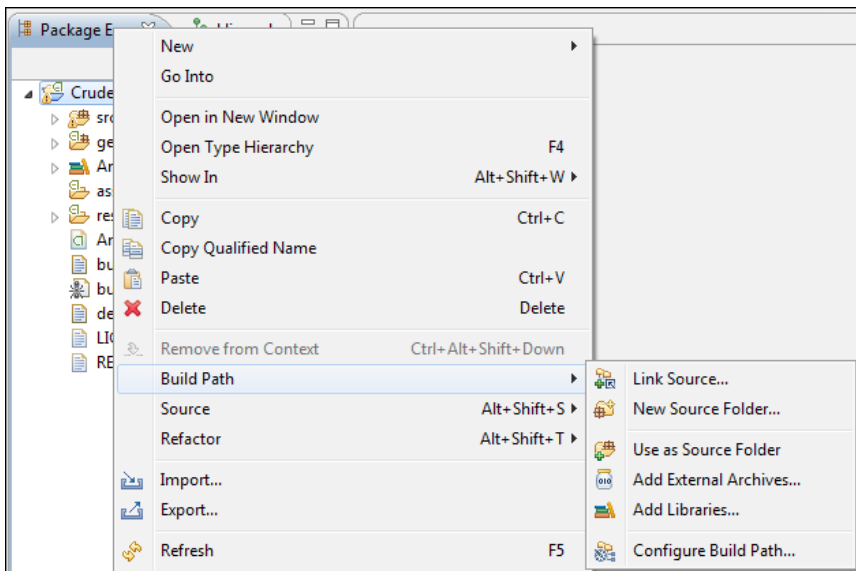 Package E
New
Go Into
Crude
Open in New Window
src
Open Type Hierarchy F4
ge
Show In Alt+Shift+W
Ar
as
res
Copy Ctrl+C
Ar
Copy Qualified Name
bu
Paste Ctrl+V
bu
Delete Delete
de
LIC
Remove from Context Ctrl+Alt+Shift+Down
RE
Build Path
Link Source...
Source Alt+Shift+S
New Source Folder...
Refactor Alt+Shift+T
Use as Source Folder
Import...
Add External Archives...
Export...
Add Libraries...
Refresh F5
Configure Build Path...